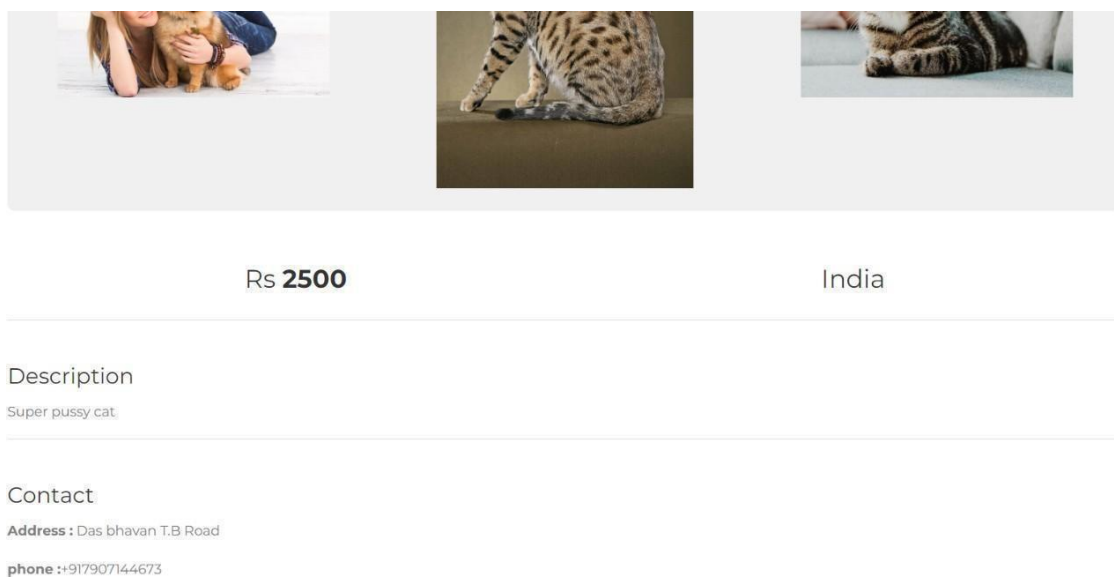 Rs 2500
India
Description
Super pussy cat
Contact
Address : Das bhavan T.B Road
phone :+917907144673